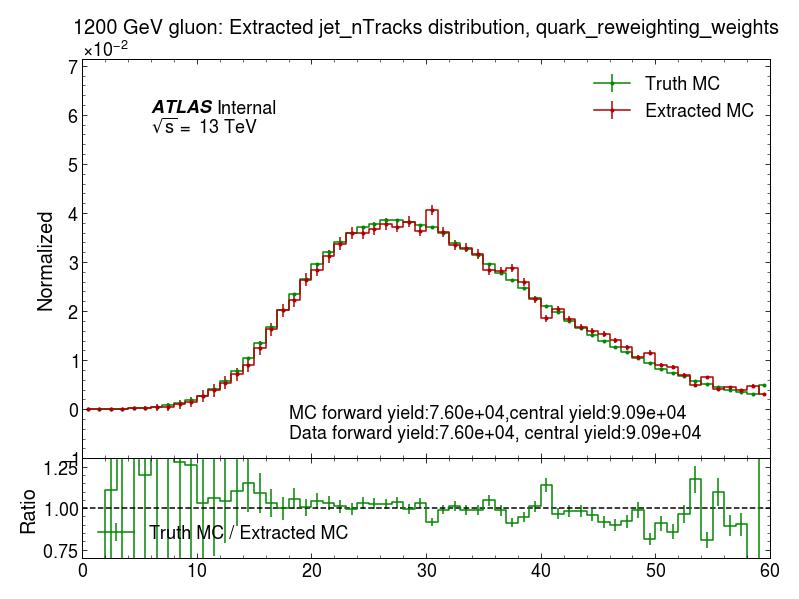 1200 GeV gluon: Extracted jet_nTracks distribution, quark_reweighting_weights
×10⁻²
7
6
5
4
3
2
1
0
1
Normalized
ATLAS Internal
√s = 13 TeV
Truth MC
Extracted MC
MC forward yield:7.60e+04,central yield:9.09e+04
Data forward yield:7.60e+04, central yield:9.09e+04
1.25
1.00
0.75
Ratio
Truth MC / Extracted MC
0 10 20 30 40 50 60